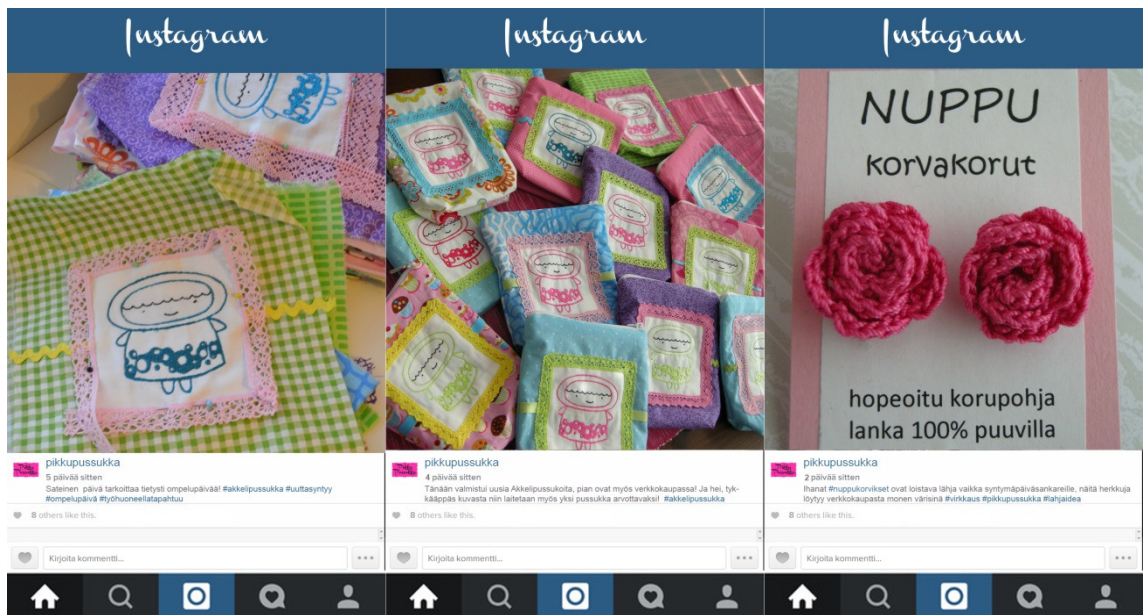 Instagram
pikkupussukka
5 päivää sitten
Sateinen päivä tarkoittaa tietysti ompelupäivää! #akkelipussukka #uuttasyntyy
#ompelupäivä #työhuoneellatapahtuu
8 others like this.
Kirjoita kommentti...
Instagram
pikkupussukka
4 päivää sitten
Tänään valmistui uusia Akkelipussukoita, pian ovat myös verkkokaupassa! Ja hei, tyk-
kääpäs kuvasta niin laitetaan myös yksi pussukka arvottavaksi! #akkelipussukka
8 others like this.
Kirjoita kommentti...
Instagram
NUPPU
korvakorut
hopeoitu korupohja
lanka 100% puuvilla
pikkupussukka
2 päivää sitten
Ihanat #nuppukorvikset ovat loistava lahja vaikka syntymäpäiväsankareille, näitä herkkuja
löytyy verkkokaupasta monen värisinä #virkkaus #pikkupussukka #lahjaidea
8 others like this.
Kirjoita kommentti...